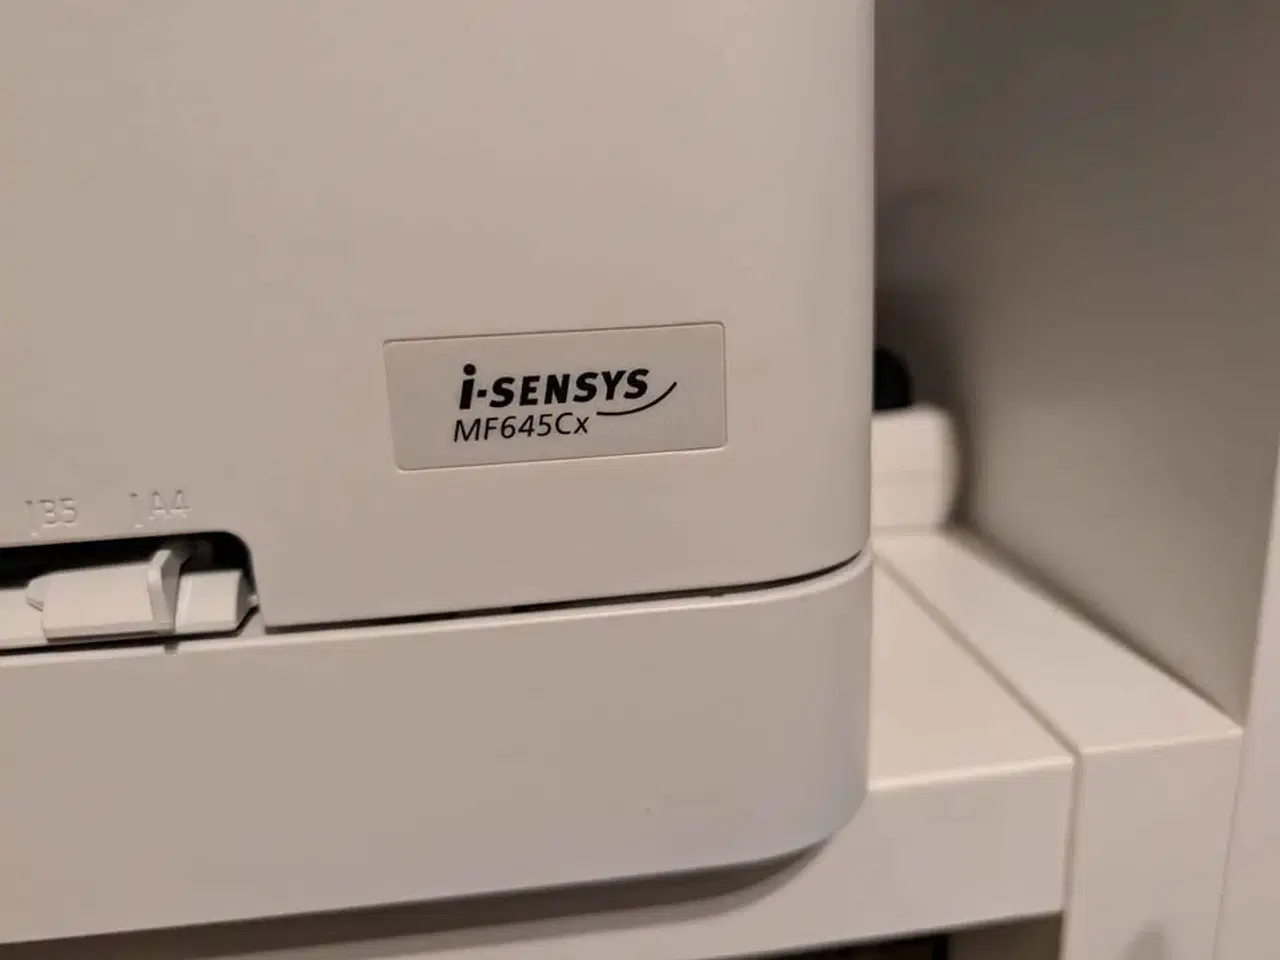 i-SENSYS
MF645Cx
B5 A4